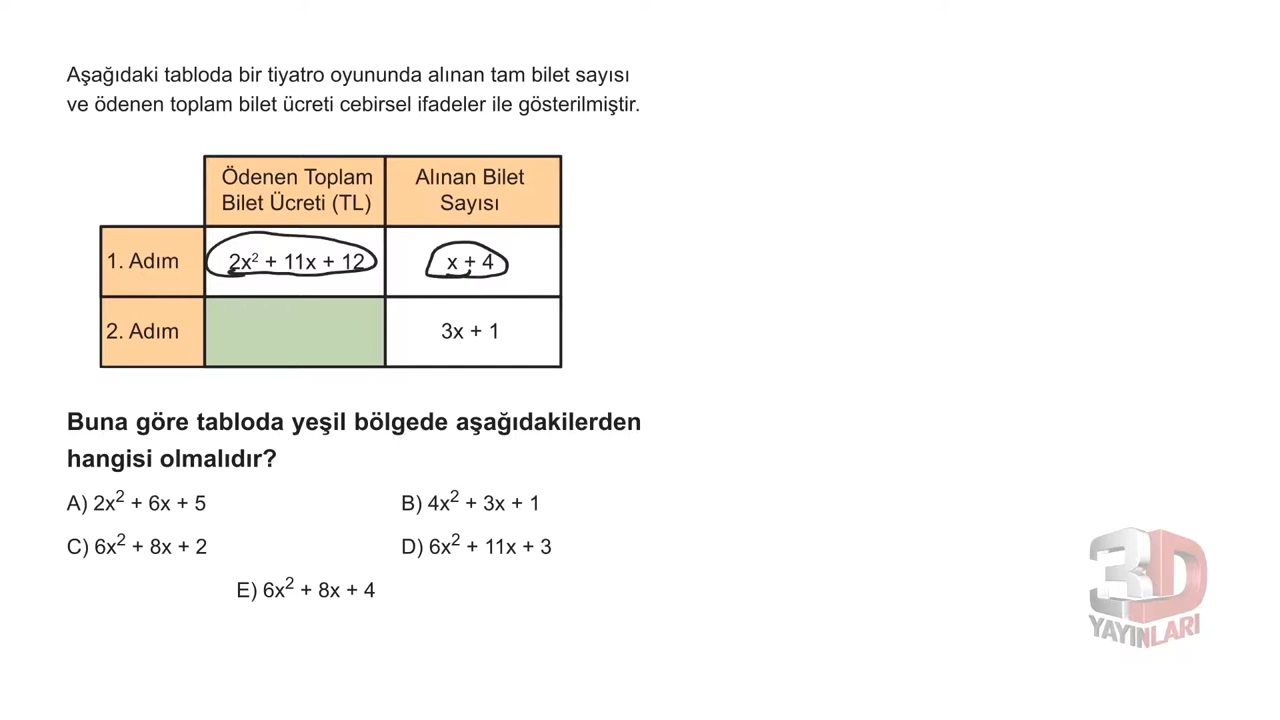 Aşağıdaki tabloda bir tiyatro oyununda alınan tam bilet sayısı
ve ödenen toplam bilet ücreti cebirsel ifadeler ile gösterilmiştir.
Ödenen Toplam Bilet Ücreti (TL) Alınan Bilet Sayısı
1. Adım 2x² + 11x + 12 x + 4
2. Adım 3x + 1
Buna göre tabloda yeşil bölgede aşağıdakilerden
hangisi olmalıdır?
A) 2x² + 6x + 5 B) 4x² + 3x + 1
C) 6x² + 8x + 2 D) 6x² + 11x + 3
E) 6x² + 8x + 4
3D
YAYINLARI